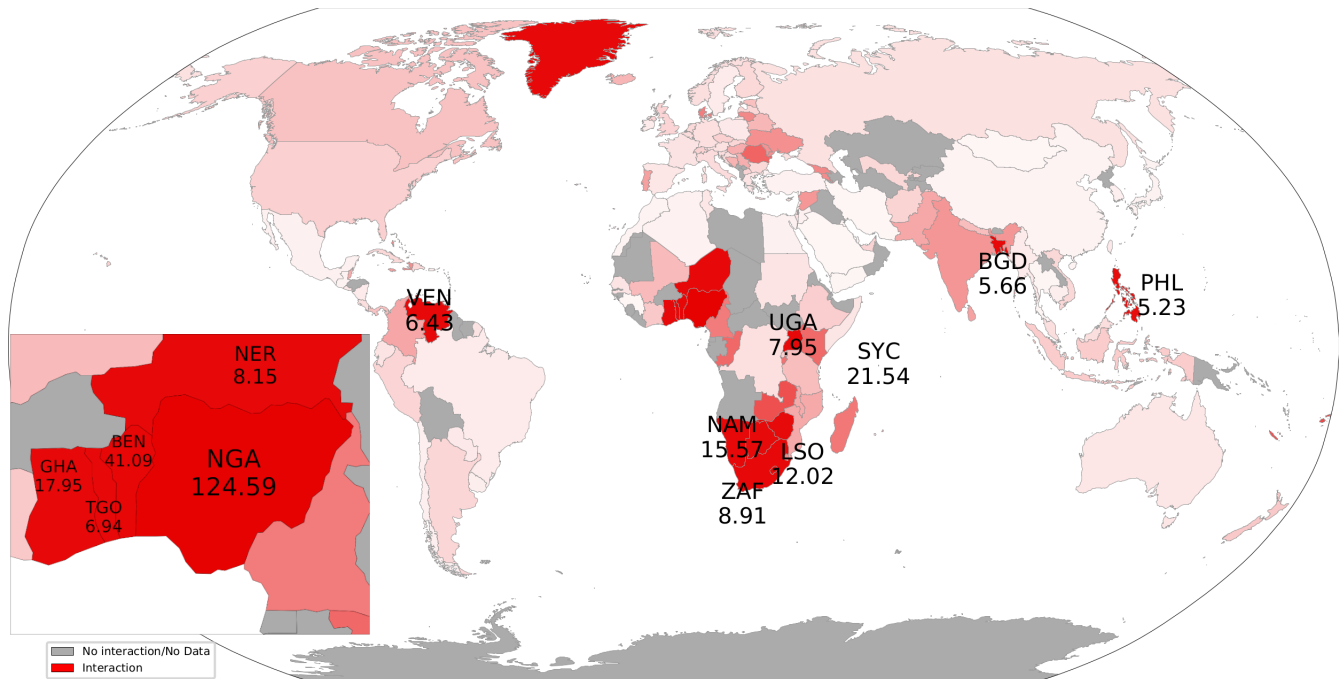 VEN
6.43
BGD
5.66
PHL
5.23
UGA
7.95
SYC
21.54
NER
8.15
BEN
41.09
NGA
124.59
GHA
17.95
TGO
6.94
NAM
15.57
LSO
12.02
ZAF
8.91
No interaction/No Data
Interaction